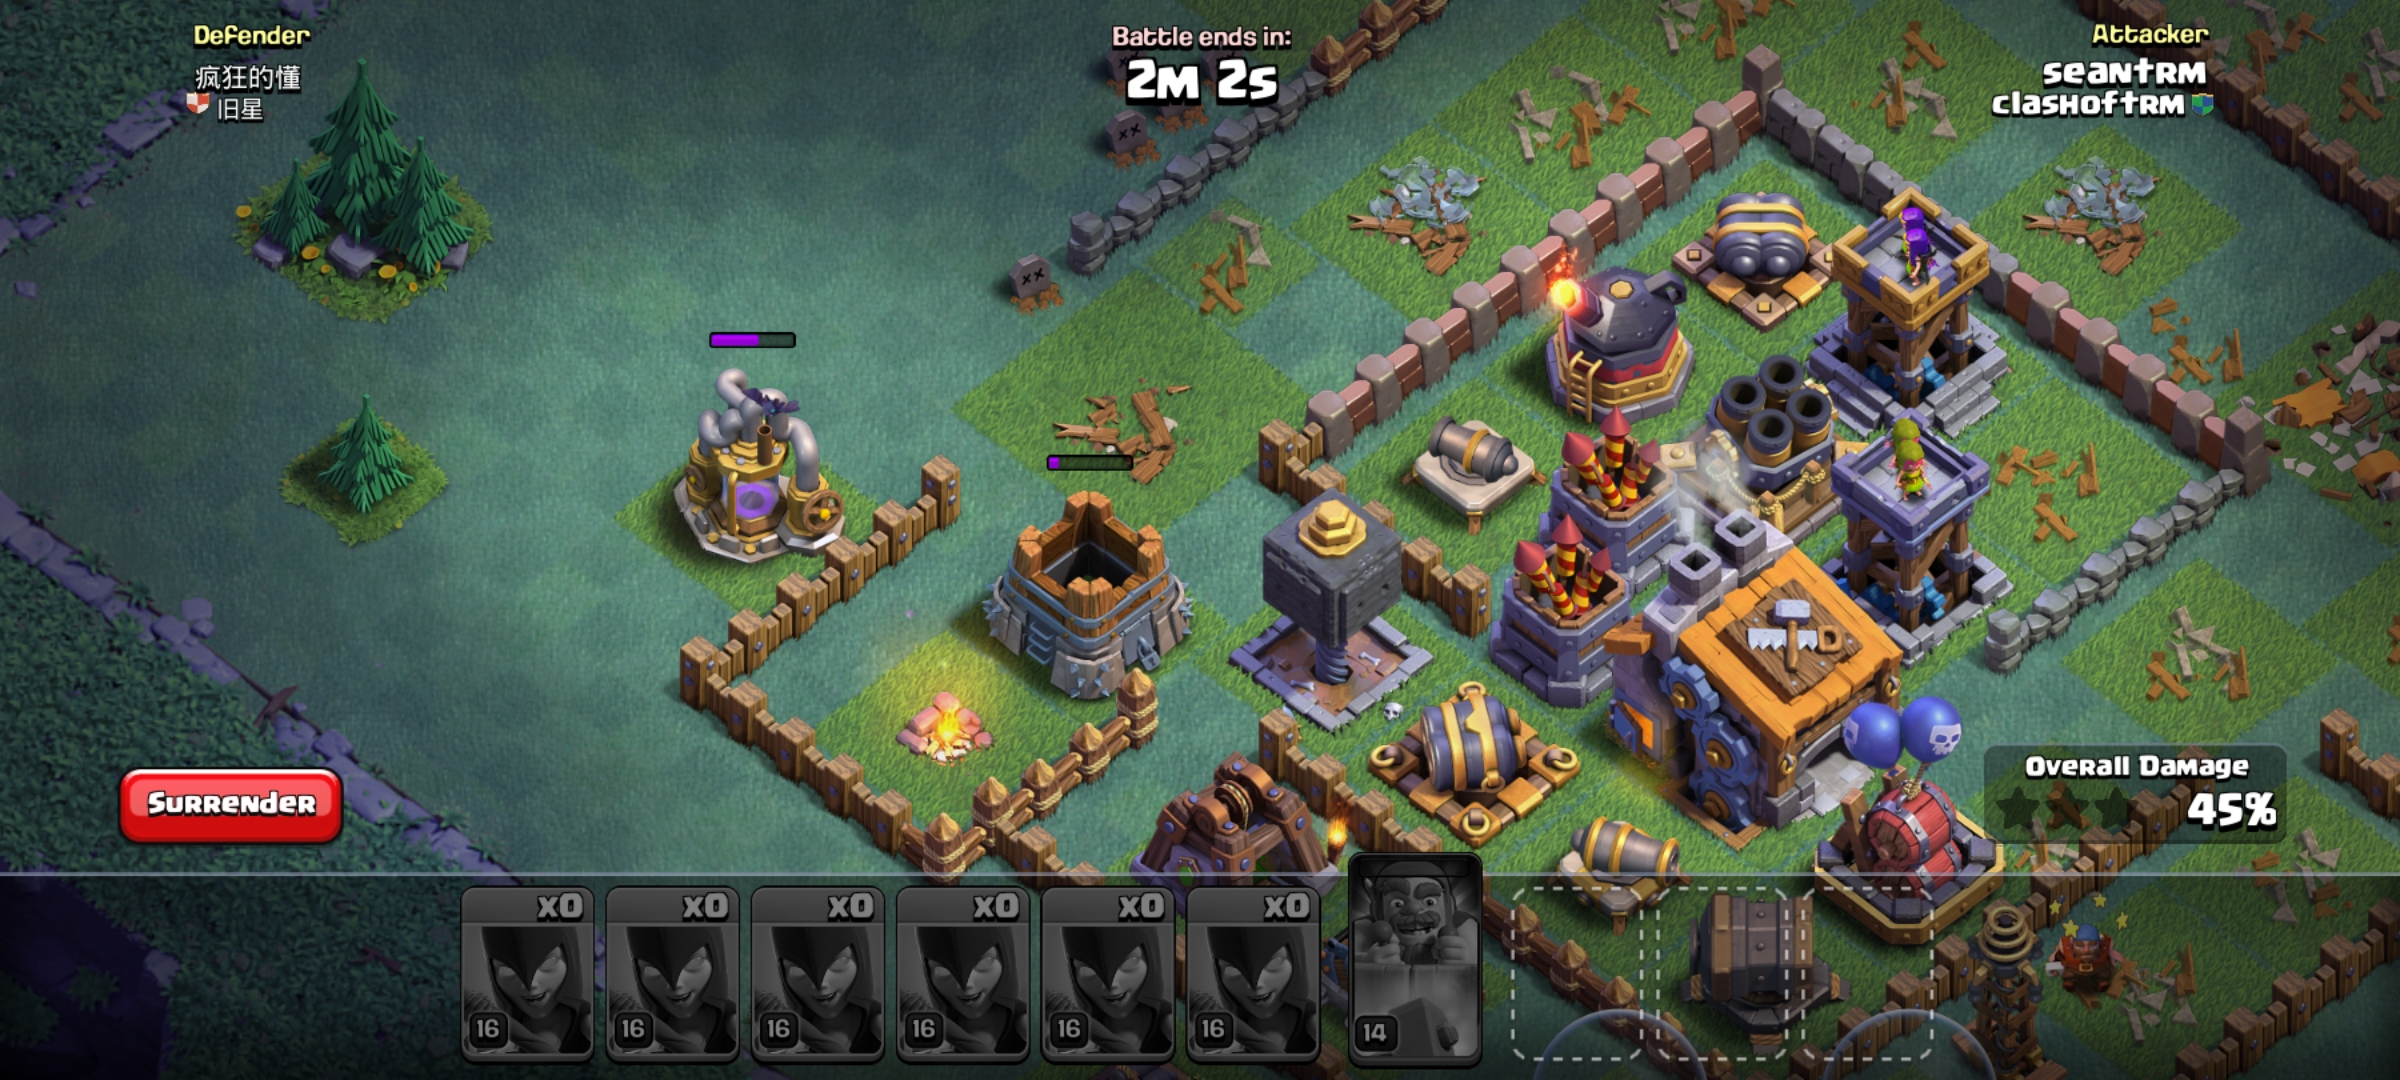 Defender
疯狂的懂
旧星
Battle ends in:
2M 2s
Attacker
seantRM
clashoftRM
Surrender
Overall Damage
45%
x0
x0
x0
x0
x0
x0
16
16
16
16
16
16
14